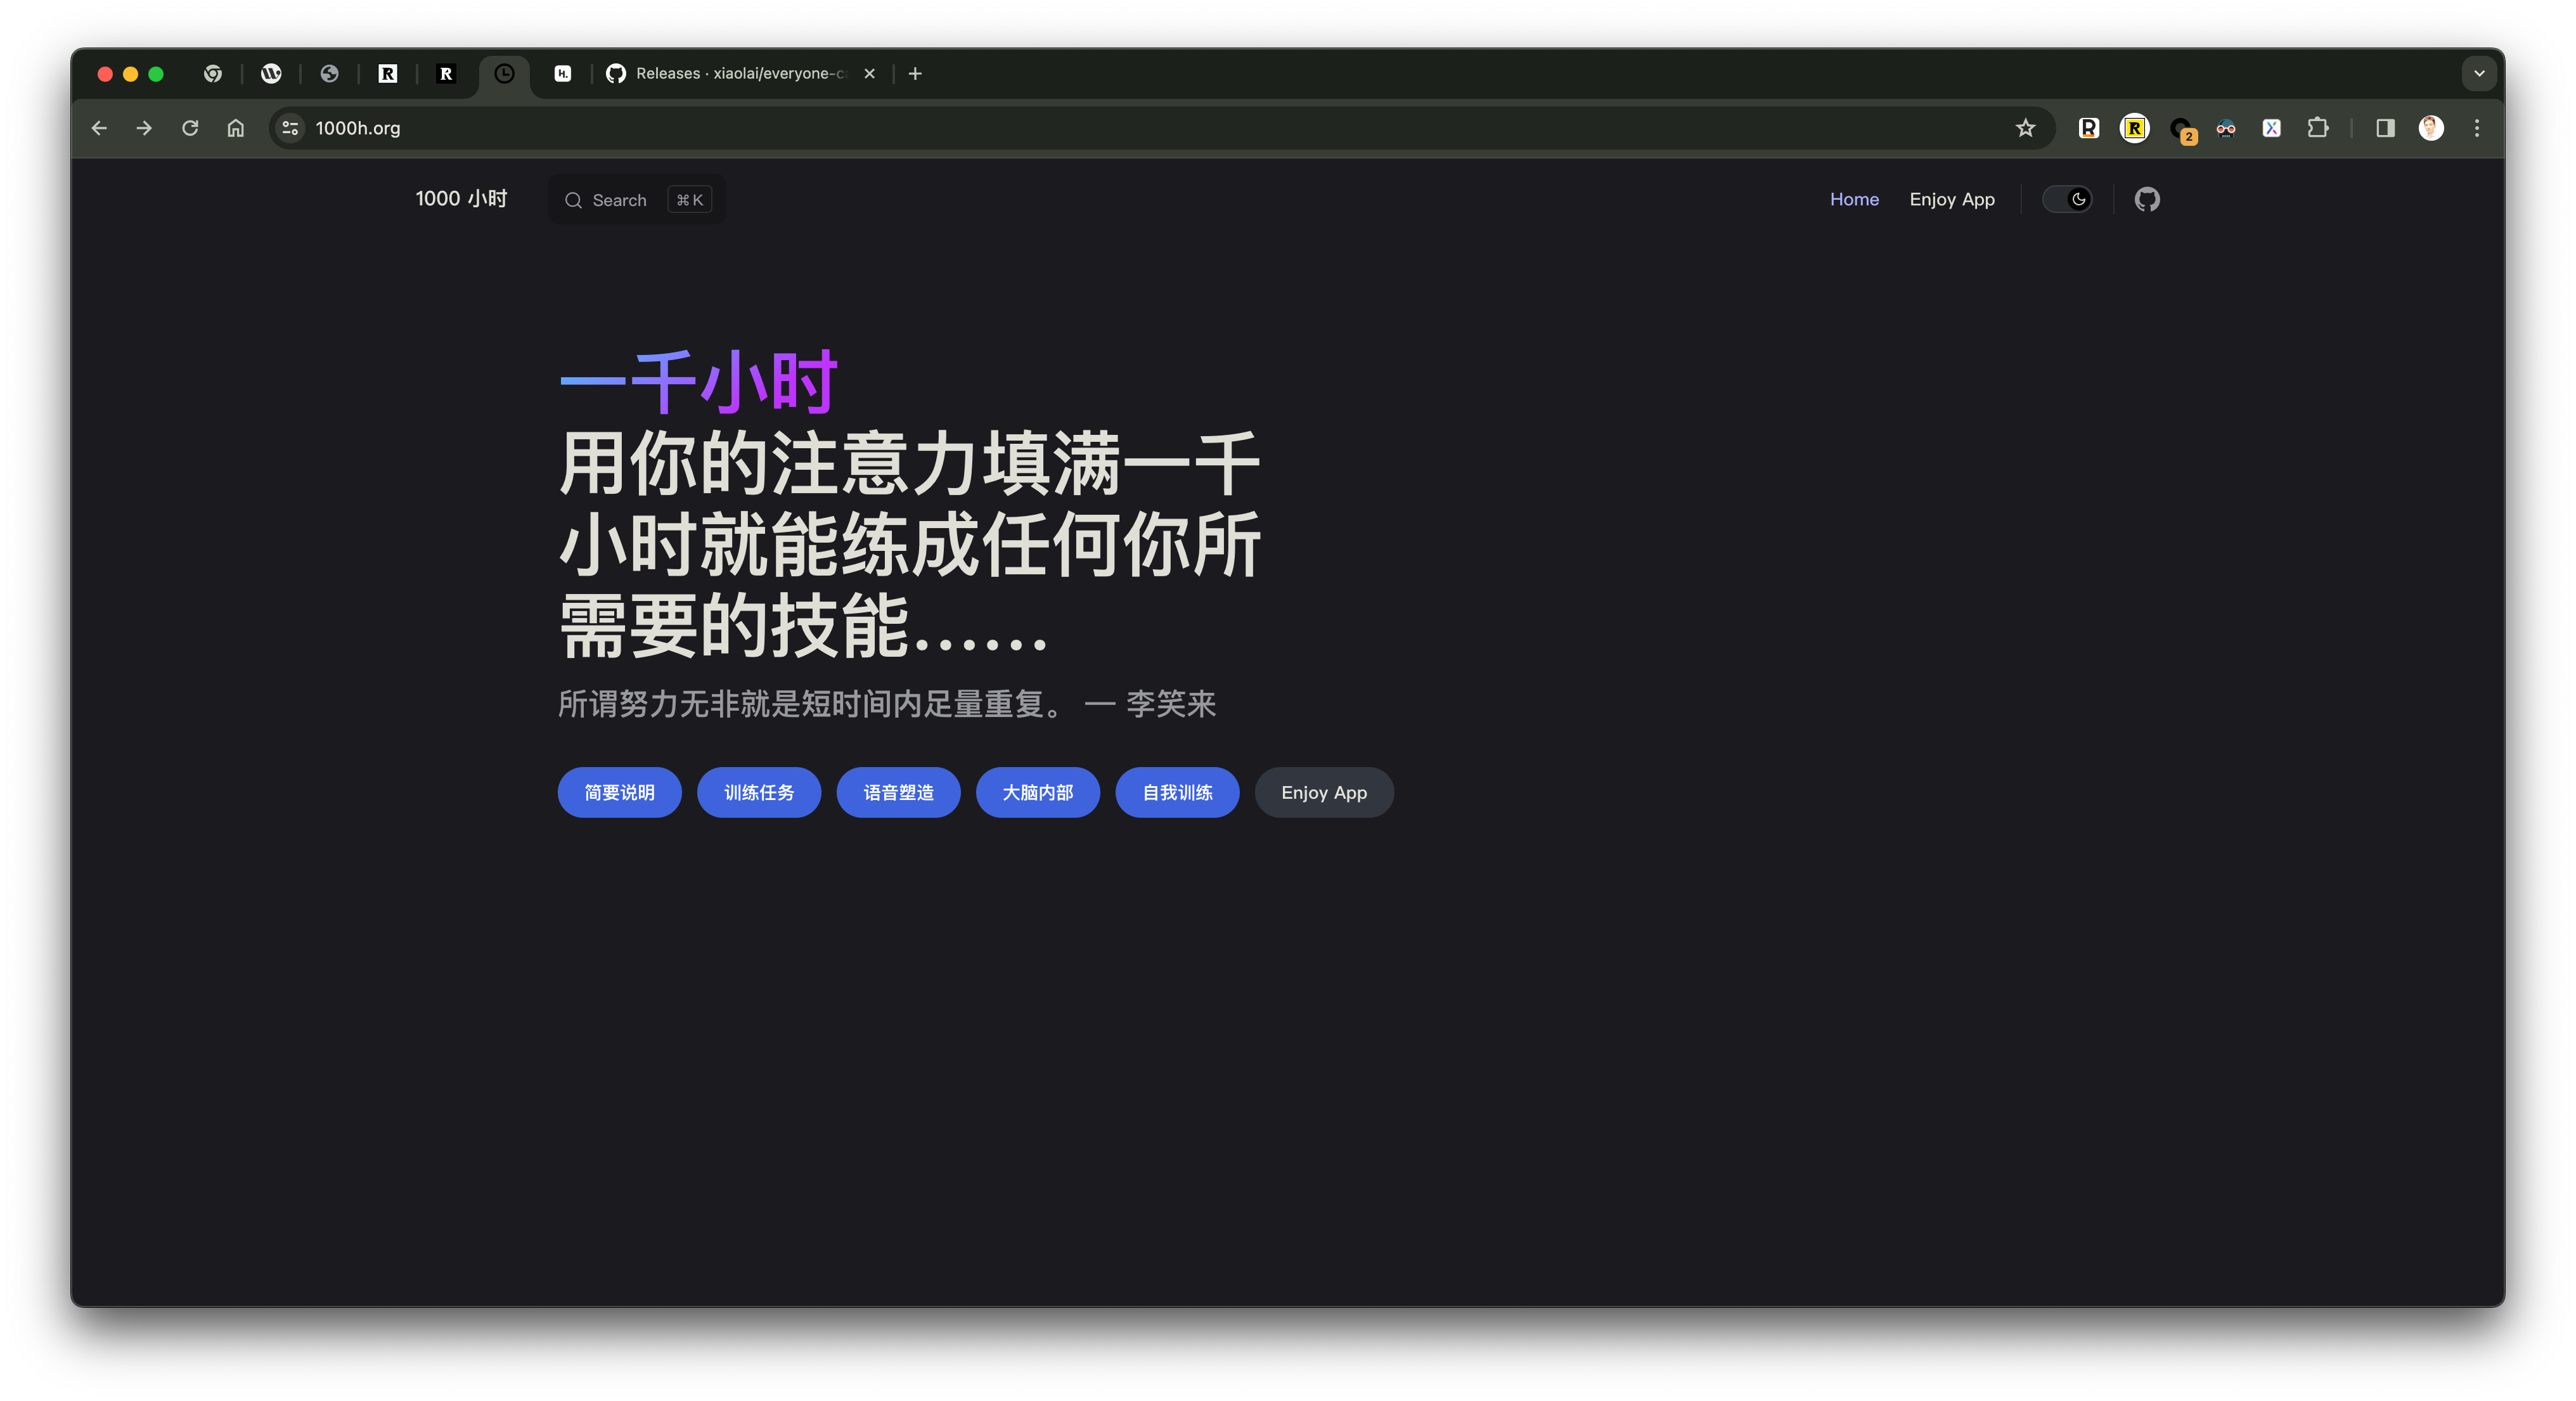 Releases · xiaolai/everyone-c
1000h.org
2
1000 小时
Search ⌘ K
Home
Enjoy App
一千小时
用你的注意力填满一千
小时就能练成任何你所
需要的技能……
所谓努力无非就是短时间内足量重复。 — 李笑来
简要说明
训练任务
语音塑造
大脑内部
自我训练
Enjoy App